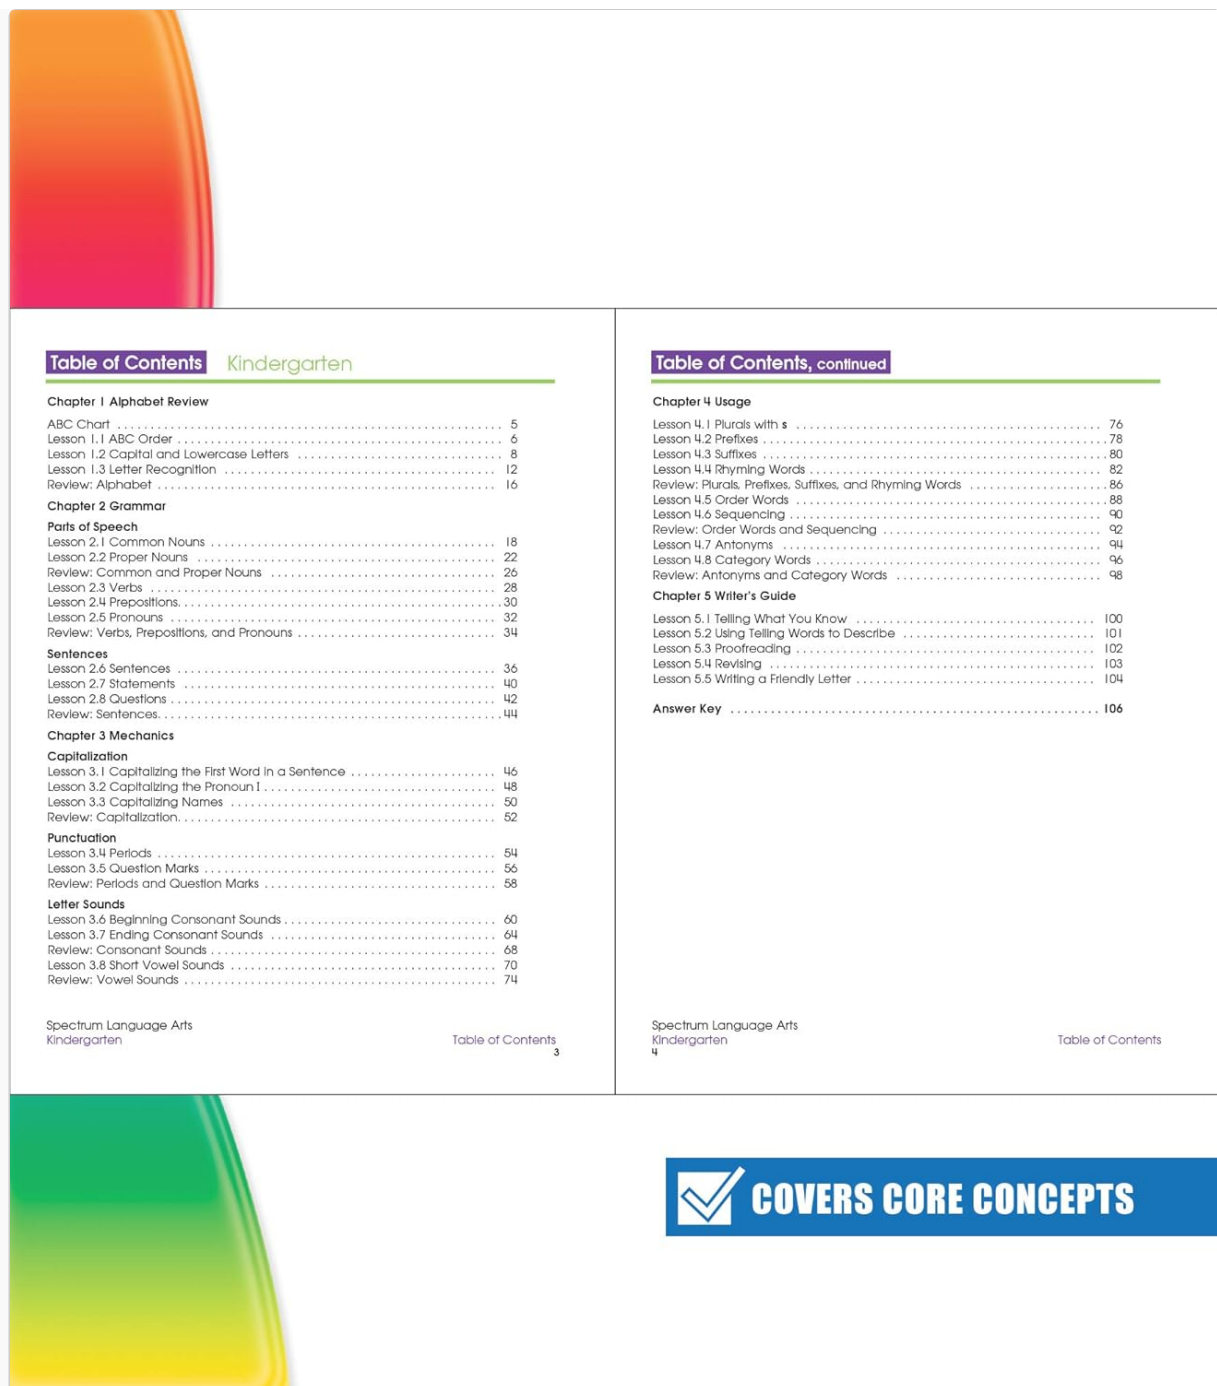 Table of Contents Kindergarten
Chapter 1 Alphabet Review
ABC Chart . . . . . . . . . . 5
Lesson 1.1 ABC Order . . . . . . . . . . 6
Lesson 1.2 Capital and Lowercase Letters . . . . . . . . . . 8
Lesson 1.3 Letter Recognition . . . . . . . . . . 12
Review: Alphabet . . . . . . . . . . 16
Chapter 2 Grammar
Parts of Speech
Lesson 2.1 Common Nouns . . . . . . . . . . 18
Lesson 2.2 Proper Nouns . . . . . . . . . . 22
Review: Common and Proper Nouns . . . . . . . . . . 26
Lesson 2.3 Verbs . . . . . . . . . . 28
Lesson 2.4 Prepositions. . . . . . . . . . . 30
Lesson 2.5 Pronouns . . . . . . . . . . 32
Review: Verbs, Prepositions, and Pronouns . . . . . . . . . . 34
Sentences
Lesson 2.6 Sentences . . . . . . . . . . 36
Lesson 2.7 Statements . . . . . . . . . . 40
Lesson 2.8 Questions . . . . . . . . . . 42
Review: Sentences. . . . . . . . . . . 44
Chapter 3 Mechanics
Capitalization
Lesson 3.1 Capitalizing the First Word in a Sentence . . . . . . . . . . 46
Lesson 3.2 Capitalizing the Pronoun I . . . . . . . . . . 48
Lesson 3.3 Capitalizing Names . . . . . . . . . . 50
Review: Capitalization. . . . . . . . . . . 52
Punctuation
Lesson 3.4 Periods . . . . . . . . . . 54
Lesson 3.5 Question Marks . . . . . . . . . . 56
Review: Periods and Question Marks . . . . . . . . . . 58
Letter Sounds
Lesson 3.6 Beginning Consonant Sounds . . . . . . . . . . 60
Lesson 3.7 Ending Consonant Sounds . . . . . . . . . . 64
Review: Consonant Sounds . . . . . . . . . . 68
Lesson 3.8 Short Vowel Sounds . . . . . . . . . . 70
Review: Vowel Sounds . . . . . . . . . . 74
Spectrum Language Arts
Kindergarten Table of Contents
3
Table of Contents, continued
Chapter 4 Usage
Lesson 4.1 Plurals with s . . . . . . . . . . 76
Lesson 4.2 Prefixes . . . . . . . . . . 78
Lesson 4.3 Suffixes . . . . . . . . . . 80
Lesson 4.4 Rhyming Words . . . . . . . . . . 82
Review: Plurals, Prefixes, Suffixes, and Rhyming Words . . . . . . . . . . 86
Lesson 4.5 Order Words . . . . . . . . . . 88
Lesson 4.6 Sequencing . . . . . . . . . . 90
Review: Order Words and Sequencing . . . . . . . . . . 92
Lesson 4.7 Antonyms . . . . . . . . . . 94
Lesson 4.8 Category Words . . . . . . . . . . 96
Review: Antonyms and Category Words . . . . . . . . . . 98
Chapter 5 Writer's Guide
Lesson 5.1 Telling What You Know . . . . . . . . . . 100
Lesson 5.2 Using Telling Words to Describe . . . . . . . . . . 101
Lesson 5.3 Proofreading . . . . . . . . . . 102
Lesson 5.4 Revising . . . . . . . . . . 103
Lesson 5.5 Writing a Friendly Letter . . . . . . . . . . 104
Answer Key . . . . . . . . . . 106
Spectrum Language Arts
Kindergarten Table of Contents
4
COVERS CORE CONCEPTS